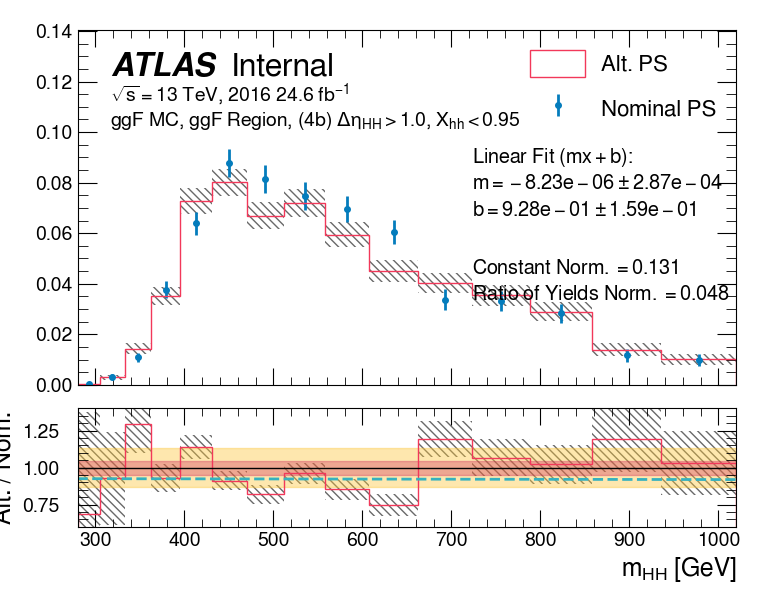 0.14
0.12
0.10
0.08
0.06
0.04
0.02
0.00
ATLAS Internal
√s = 13 TeV, 2016 24.6 fb⁻¹
ggF MC, ggF Region, (4b) Δη_HH > 1.0, X_hh < 0.95
Alt. PS
Nominal PS
Linear Fit (mx + b):
m = −8.23e − 06 ± 2.87e − 04
b = 9.28e − 01 ± 1.59e − 01
Constant Norm. = 0.131
Ratio of Yields Norm. = 0.048
Alt. / Nom.
1.25
1.00
0.75
300 400 500 600 700 800 900 1000
m_HH [GeV]